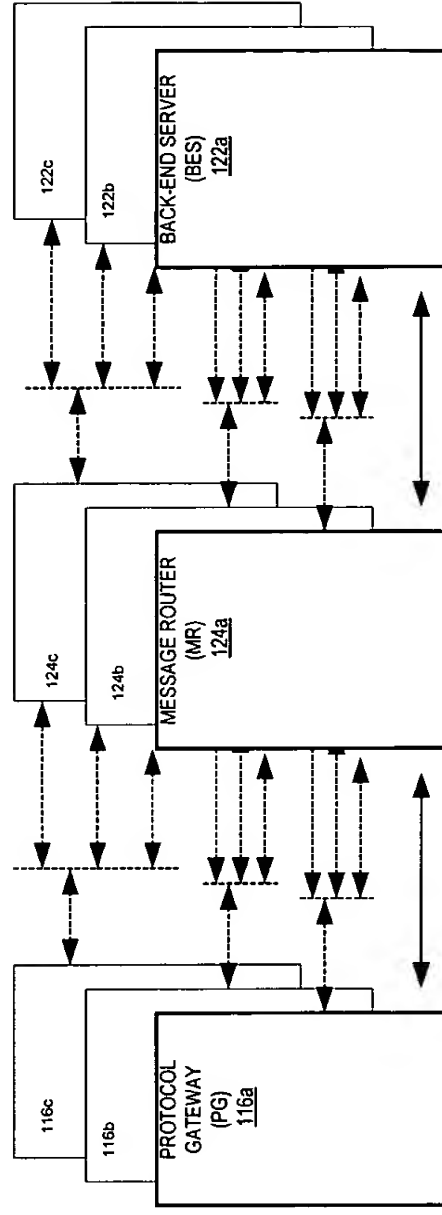 116c
116b
PROTOCOL
GATEWAY
(PG)
116a
124c
124b
MESSAGE ROUTER
(MR)
124a
122c
122b
BACK-END SERVER
(BES)
122a